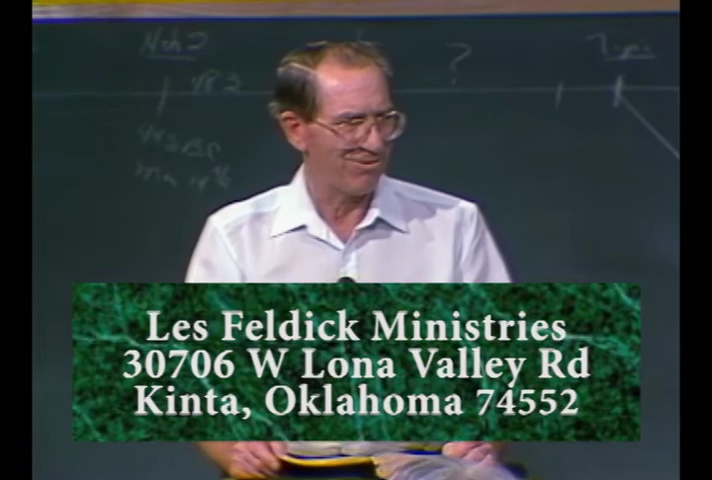 ?
Les Feldick Ministries
30706 W Lona Valley Rd
Kinta, Oklahoma 74552